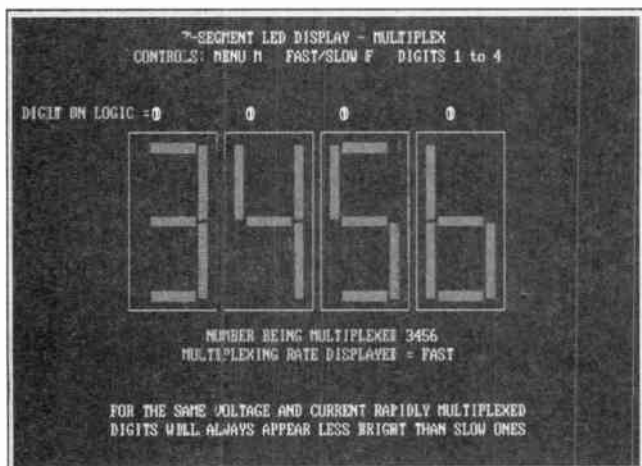 7-SEGMENT LED DISPLAY - MULTIPLEX
CONTROLS: MENU M FAST/SLOW F DIGITS 1 to 4
DIGIT ON LOGIC =0 0 0 0
3456
NUMBER BEING MULTIPLEXED 3456
MULTIPLEXING RATE DISPLAYED = FAST
FOR THE SAME VOLTAGE AND CURRENT RAPIDLY MULTIPLEXED
DIGITS WILL ALWAYS APPEAR LESS BRIGHT THAN SLOW ONES